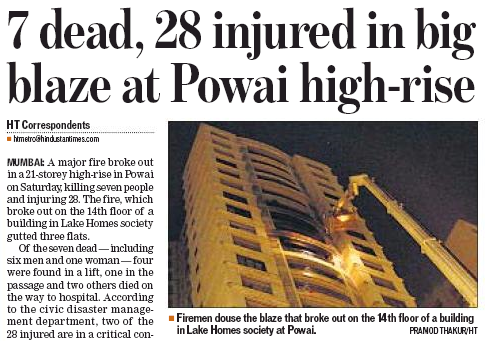 7 dead, 28 injured in big
blaze at Powai high-rise
HT Correspondents
htmetro@hindustantimes.com
MUMBAI: A major fire broke out
in a 21-storey high-rise in Powai
on Saturday, killing seven people
and injuring 28. The fire, which
broke out on the 14th floor of a
building in Lake Homes society
gutted three flats.
Of the seven dead — including
six men and one woman — four
were found in a lift, one in the
passage and two others died on
the way to hospital. According
to the civic disaster manage-
ment department, two of the
28 injured are in a critical con-
Firemen douse the blaze that broke out on the 14th floor of a building
in Lake Homes society at Powai.
PRANOD THAKUR/HT